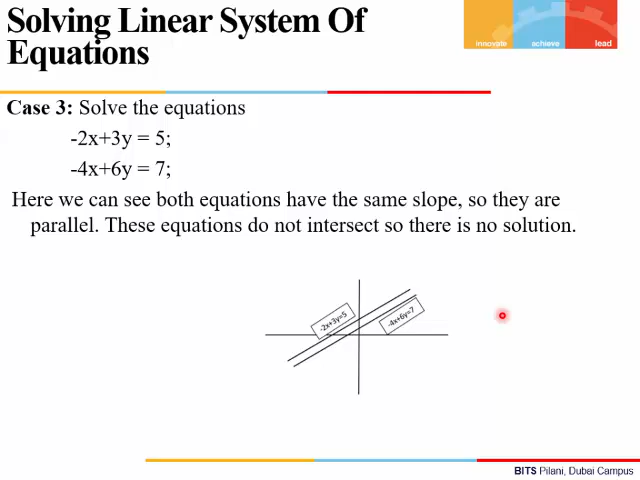 Solving Linear System Of
Equations
innovate achieve lead
Case 3: Solve the equations
-2x+3y = 5;
-4x+6y = 7;
Here we can see both equations have the same slope, so they are
parallel. These equations do not intersect so there is no solution.
-2x+3y=5
-4x+6y=7
BITS Pilani, Dubai Campus